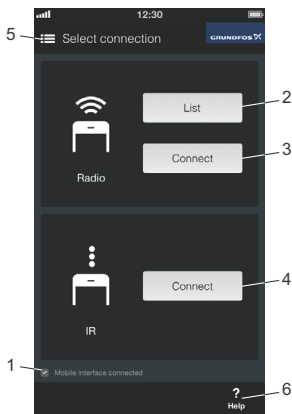 12:30
5
Select connection
GRUNDFOS
List
2
Connect
3
Radio
Connect
4
IR
1
Mobile interface connected
?
6
Help